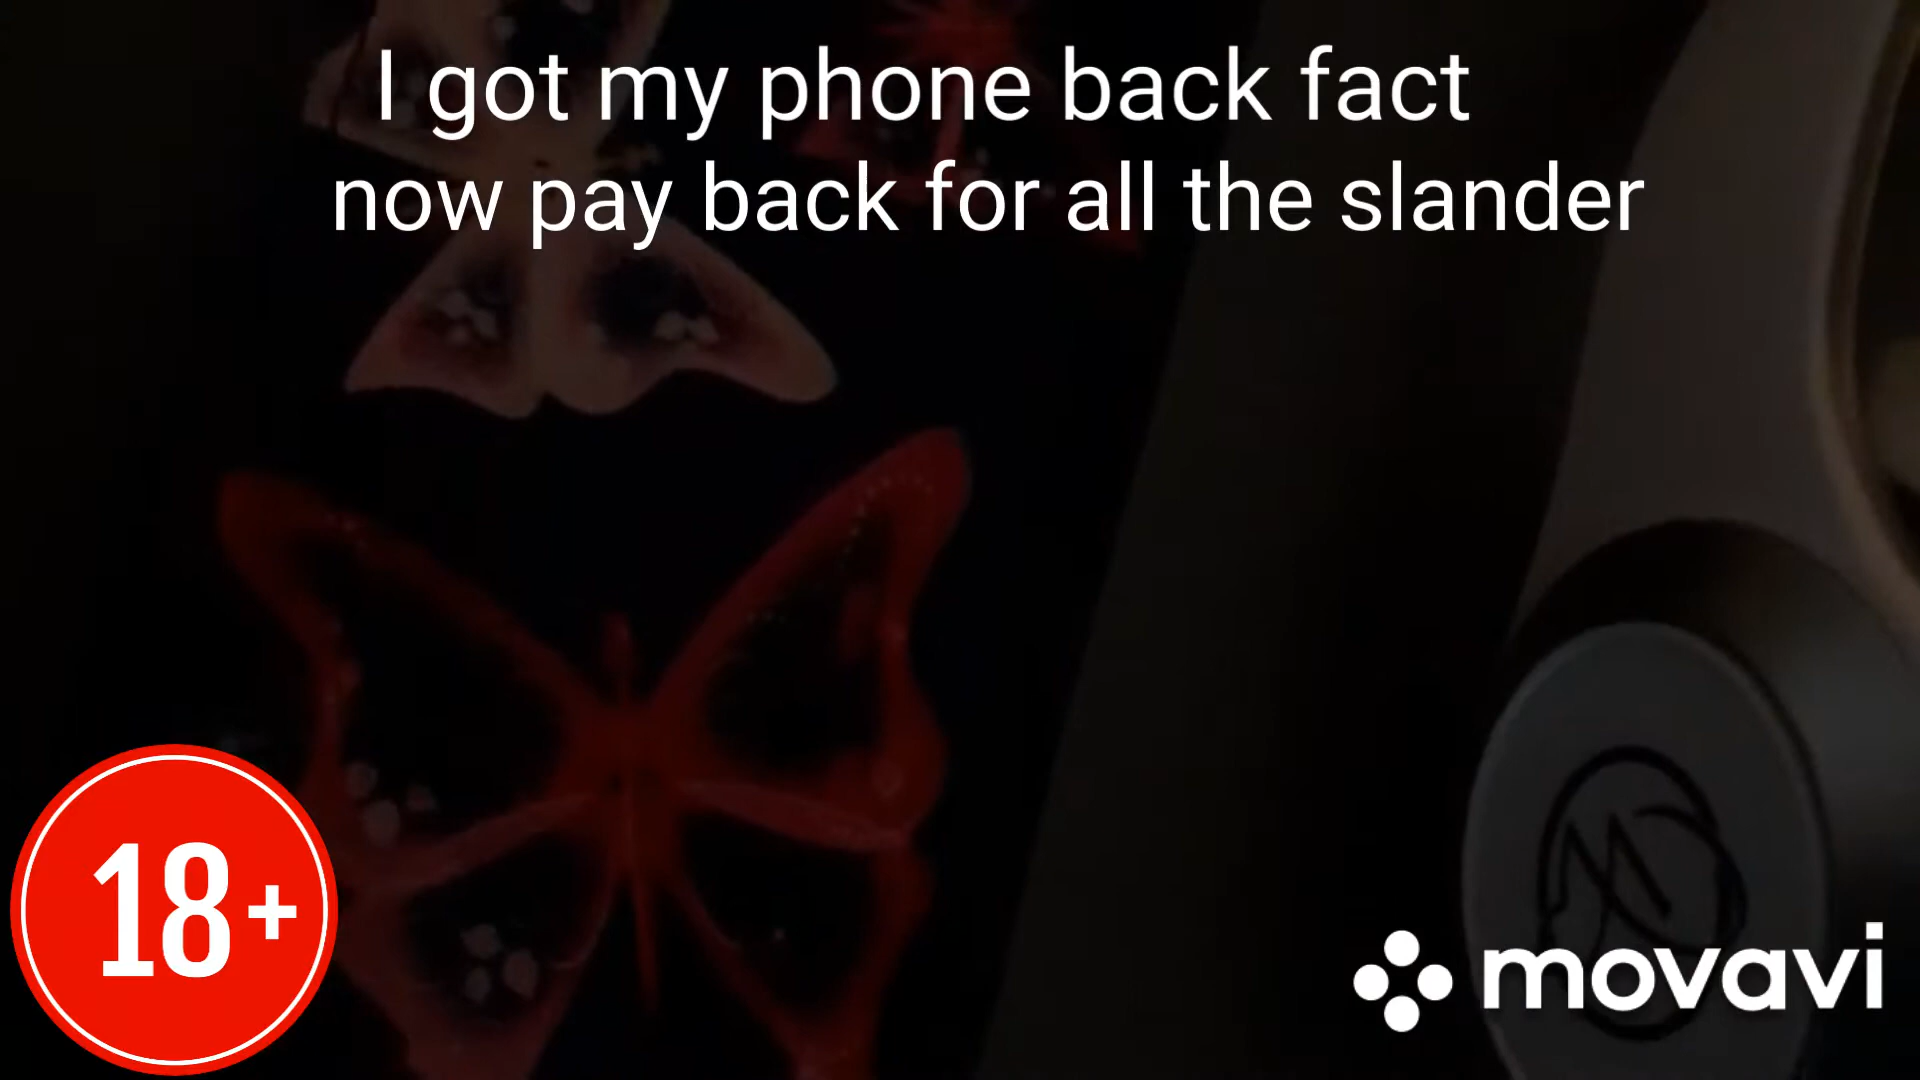 I got my phone back fact
now pay back for all the slander
18+
movavi